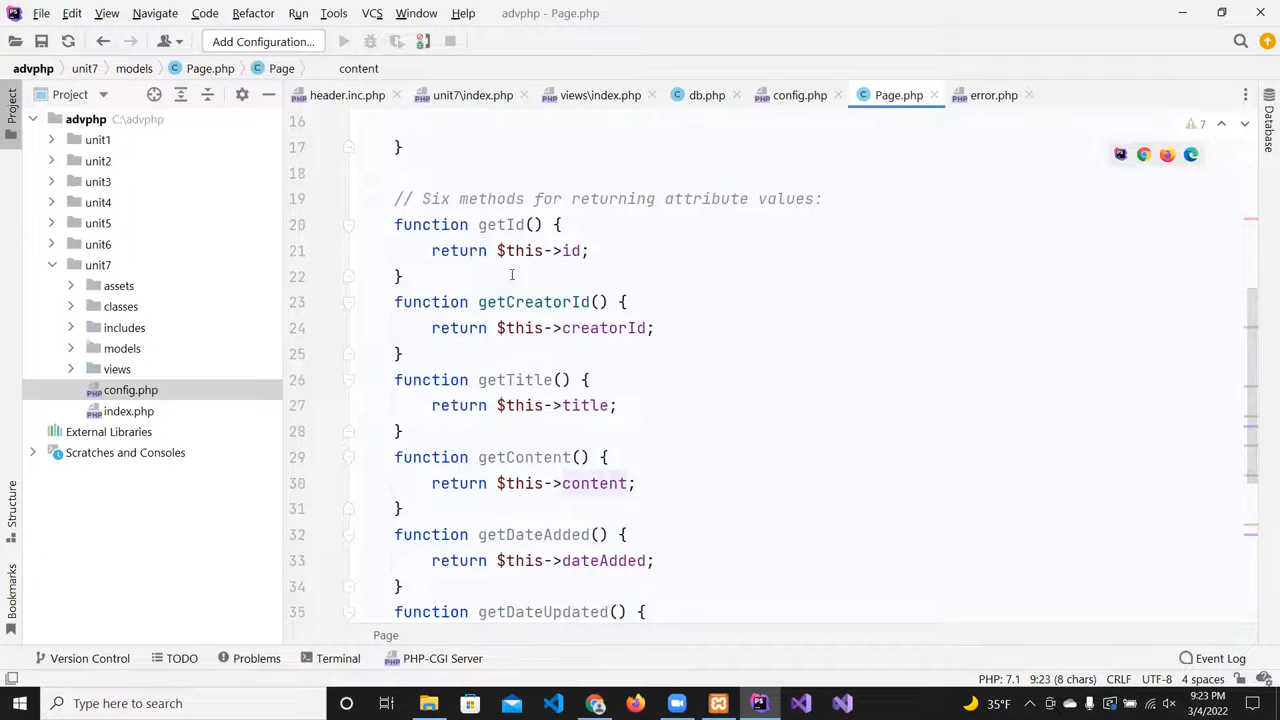 File Edit View Navigate Code Refactor Run Tools VCS Window Help advphp - Page.php
Add Configuration...
advphp unit7 models Page.php Page content
Project
header.inc.php unit7\index.php views\index.php db.php config.php Page.php error.php
advphp C:\advphp
unit1
unit2
unit3
unit4
unit5
unit6
unit7
assets
classes
includes
models
views
config.php
index.php
External Libraries
Scratches and Consoles
Project
Structure
Bookmarks
7
16
17 }
18
19 // Six methods for returning attribute values:
20 function getId() {
21 return $this->id;
22 }
23 function getCreatorId() {
24 return $this->creatorId;
25 }
26 function getTitle() {
27 return $this->title;
28 }
29 function getContent() {
30 return $this->content;
31 }
32 function getDateAdded() {
33 return $this->dateAdded;
34 }
35 function getDateUpdated() {
Page
Database
Version Control TODO Problems Terminal PHP-CGI Server Event Log
PHP: 7.1 9:23 (8 chars) CRLF UTF-8 4 spaces
Type here to search
35°F
9:23 PM
3/4/2022